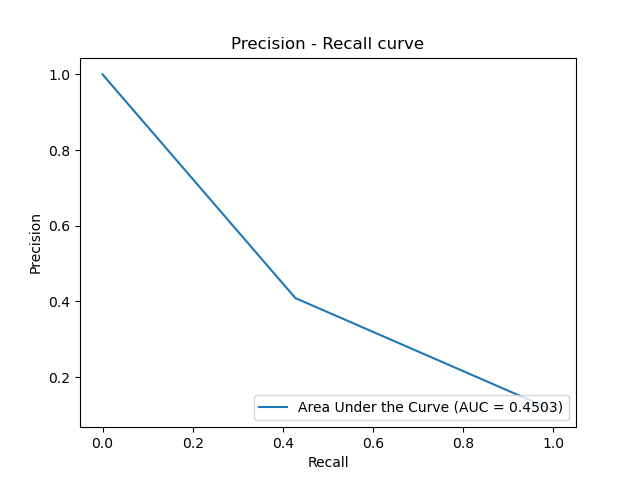 Precision - Recall curve
1.0
0.8
0.6
0.4
0.2
Precision
Area Under the Curve (AUC = 0.4503)
0.0 0.2 0.4 0.6 0.8 1.0
Recall